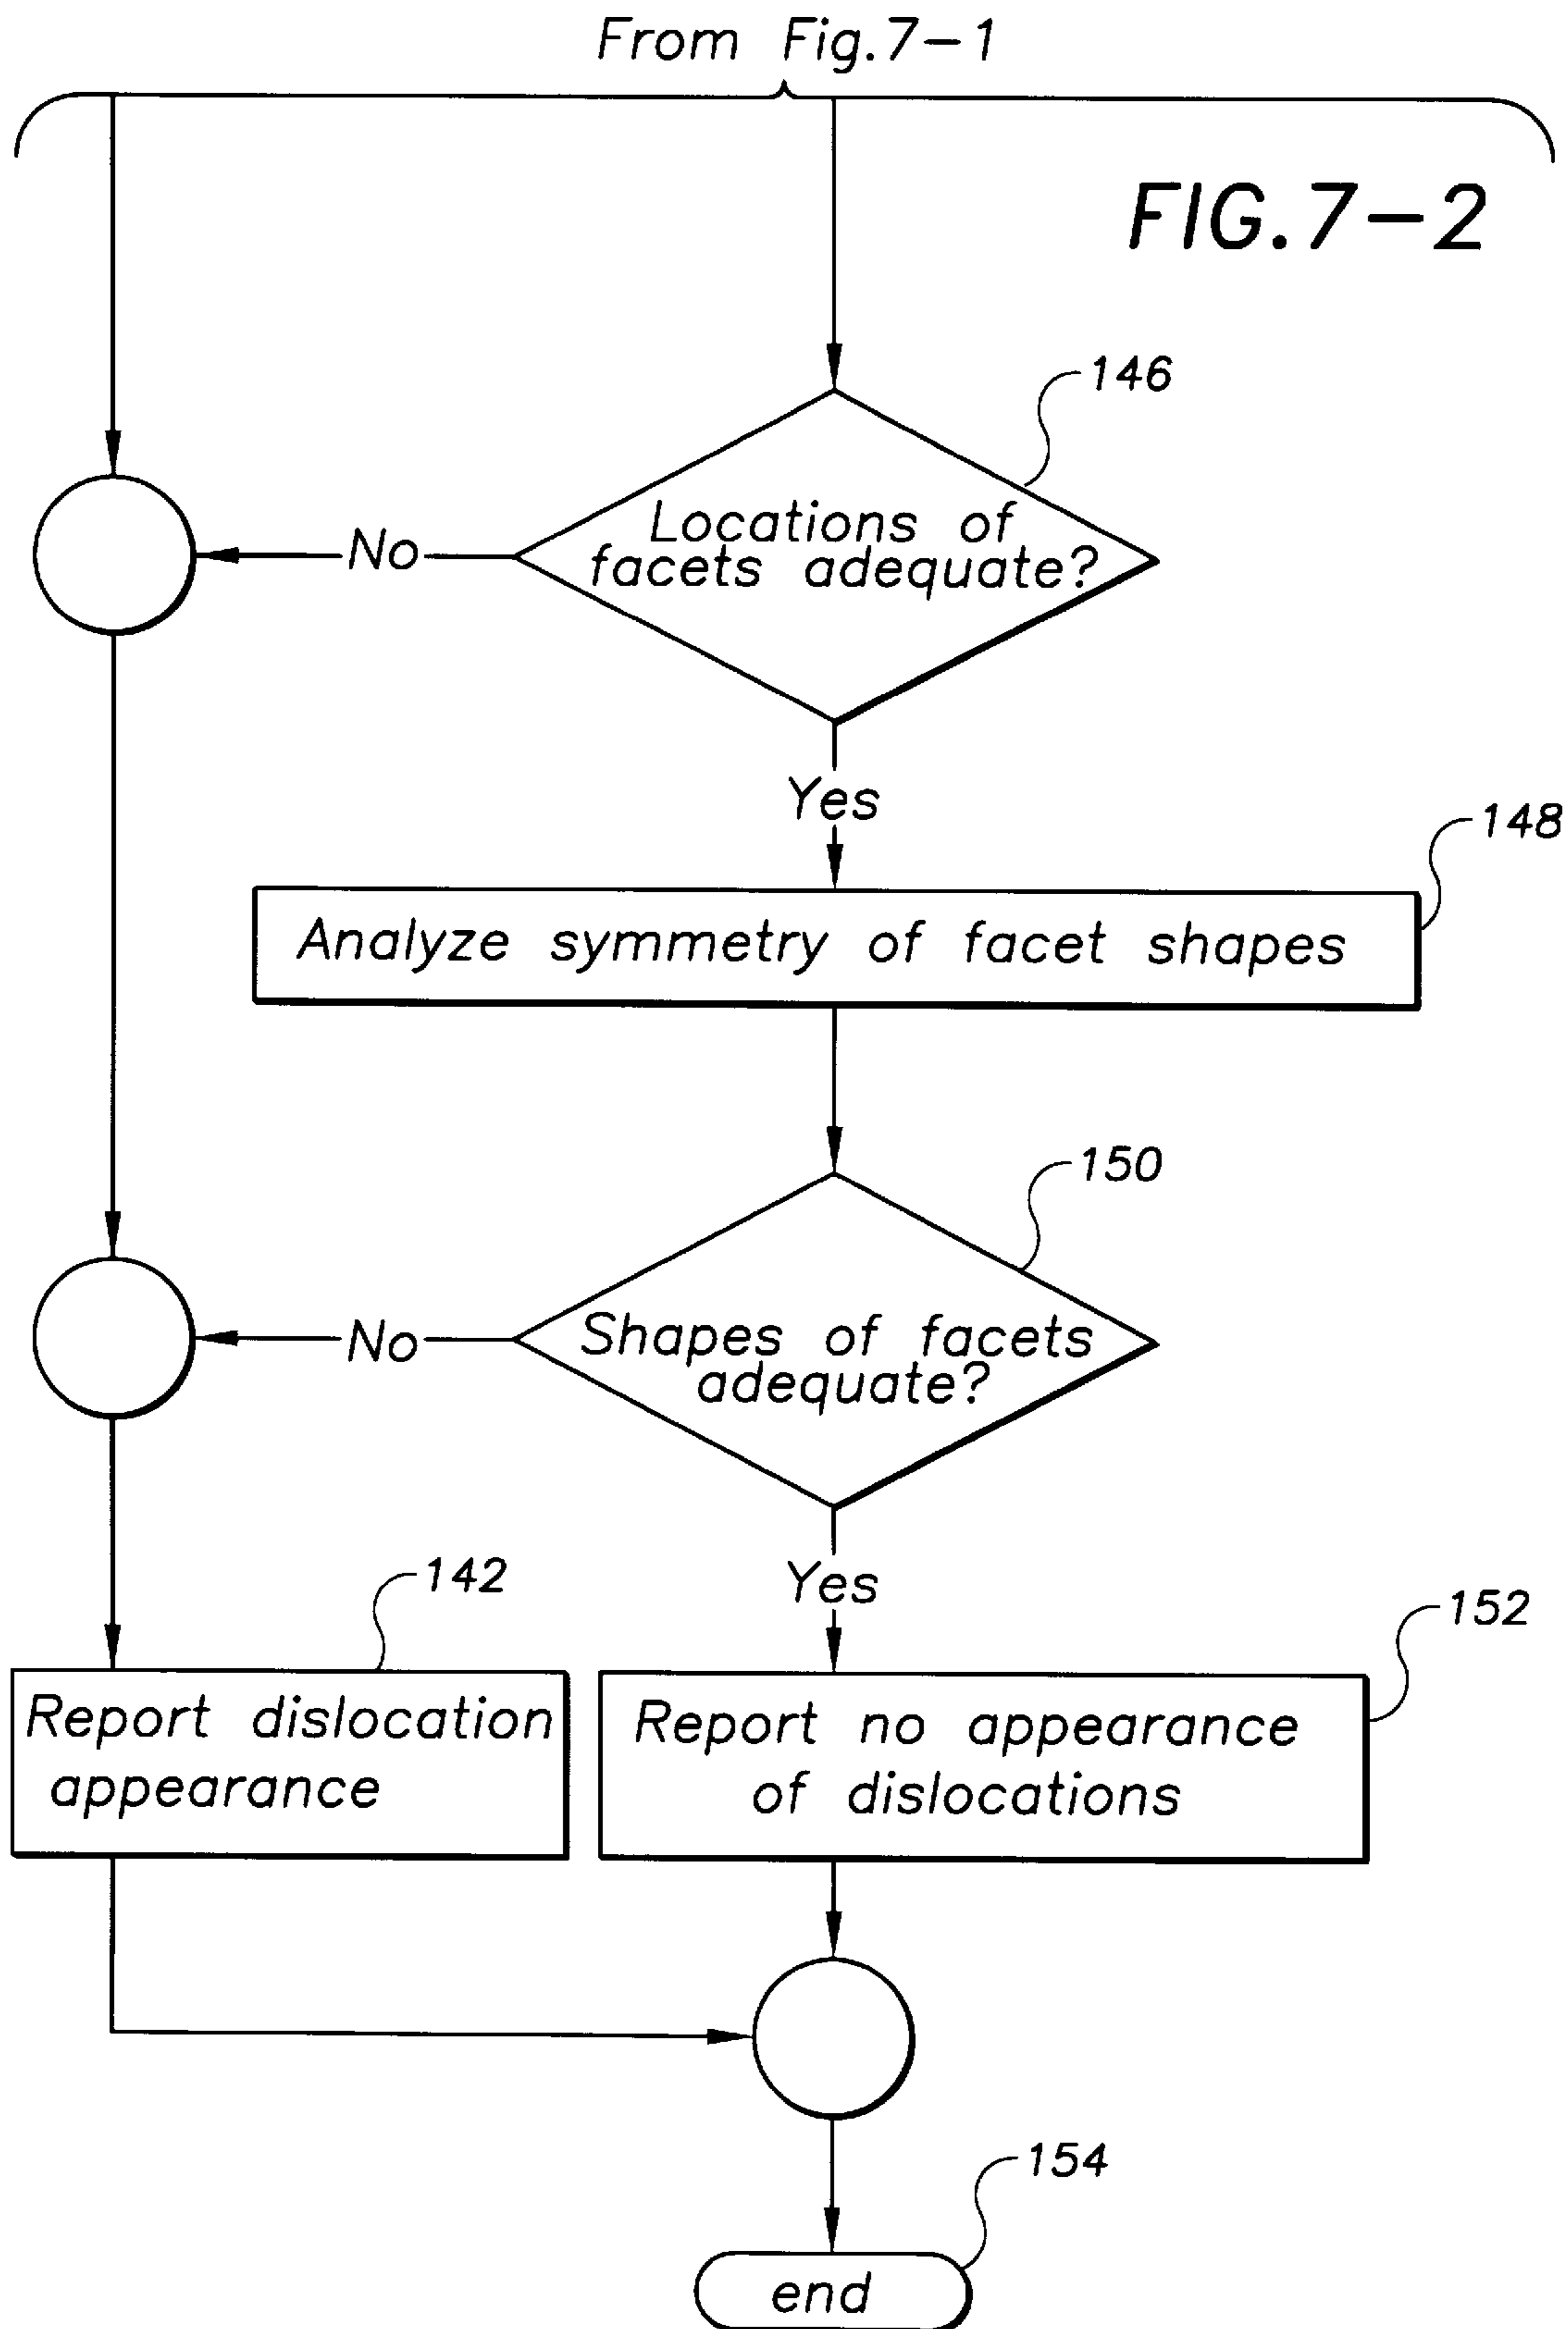 From Fig.7-1
FIG.7-2
146
Locations of
facets adequate?
No
Yes
148
Analyze symmetry of facet shapes
150
Shapes of facets
adequate?
No
Yes
142
152
Report dislocation
appearance
Report no appearance
of dislocations
154
end